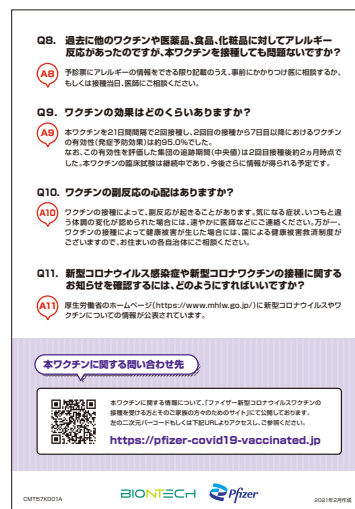 Q8. 過去に他のワクチンや医薬品、食品、化粧品に対してアレルギー
反応があったのですが、本ワクチンを接種しても問題ないですか?
A8 予診票にアレルギーの情報をできる限り記載のうえ、事前にかかりつけ医に相談するか、
もしくは接種当日、医師にご相談ください。
Q9. ワクチンの効果はどのくらいありますか?
A9 本ワクチンを21日間間隔で2回接種し、2回目の接種から7日目以降におけるワクチン
の有効性(発症予防効果)は約95.0%でした。
なお、この有効性を評価した集団の追跡期間(中央値)は2回目接種後約2ヵ月時点で
した。本ワクチンの臨床試験は継続中であり、今後さらに情報が得られる予定です。
Q10. ワクチンの副反応の心配はありますか?
A10 ワクチンの接種によって、副反応が起きることがあります。気になる症状、いつもと違
う体調の変化が認められた場合には、速やかに医師などにご連絡ください。万が一、
ワクチンの接種によって健康被害が生じた場合には、国による健康被害救済制度が
ございますので、お住まいの各自治体にご相談ください。
Q11. 新型コロナウイルス感染症や新型コロナワクチンの接種に関する
お知らせを確認するには、どのようにすればいいですか?
A11 厚生労働省のホームページ(https://www.mhlw.go.jp/)に新型コロナウイルスやワ
クチンについての情報が公表されています。
本ワクチンに関する問い合わせ先
本ワクチンに関する情報について、「ファイザー新型コロナウイルスワクチンの
接種を受ける方とそのご家族の方々のためのサイト」にて公開しております。
左の二次元バーコードもしくは下記URLよりアクセスし、ご参照ください。
https://pfizer-covid19-vaccinated.jp
CMT57K001A
BIONTECH
Pfizer
2021年2月作成